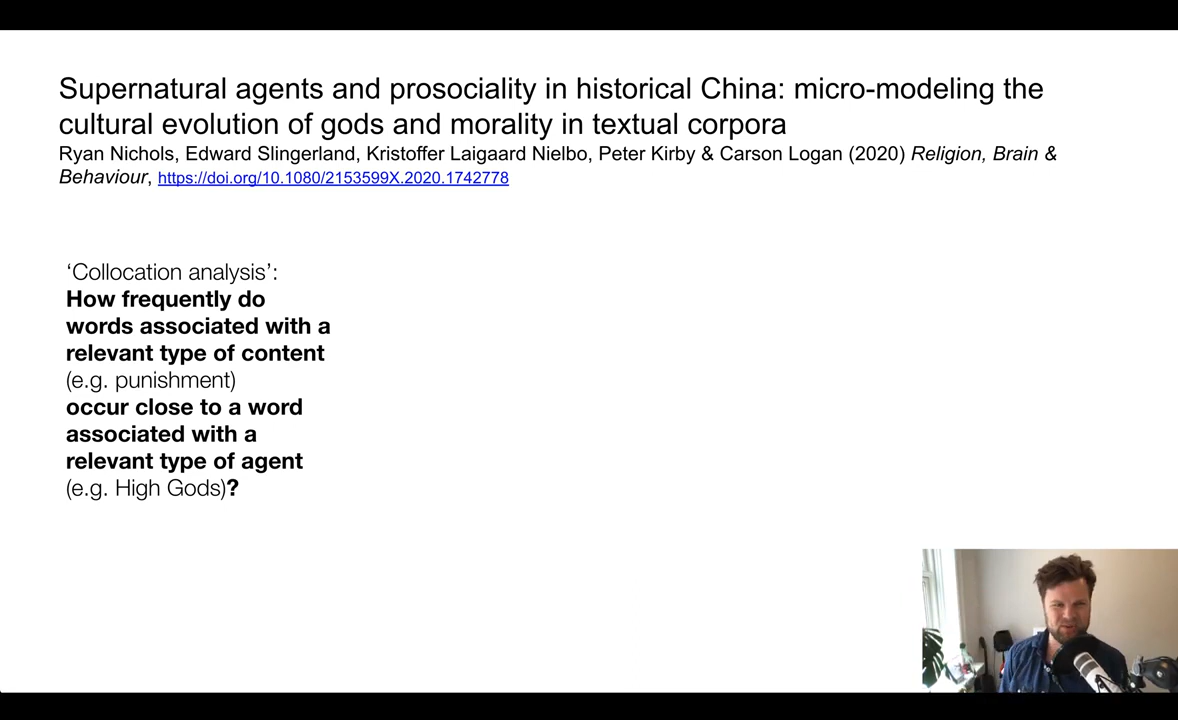 Supernatural agents and prosociality in historical China: micro-modeling the
cultural evolution of gods and morality in textual corpora
Ryan Nichols, Edward Slingerland, Kristoffer Laigaard Nielbo, Peter Kirby & Carson Logan (2020) Religion, Brain &
Behaviour, https://doi.org/10.1080/2153599X.2020.1742778
‘Collocation analysis’:
How frequently do
words associated with a
relevant type of content
(e.g. punishment)
occur close to a word
associated with a
relevant type of agent
(e.g. High Gods)?